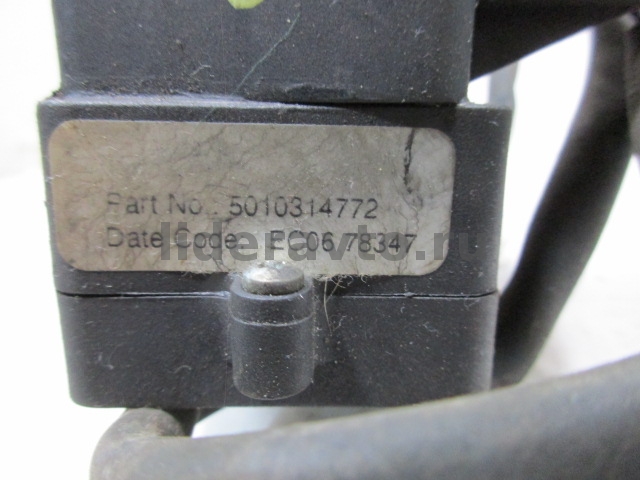 Part No . 5010314772
Date Code EC06/78347
lideravto.ru